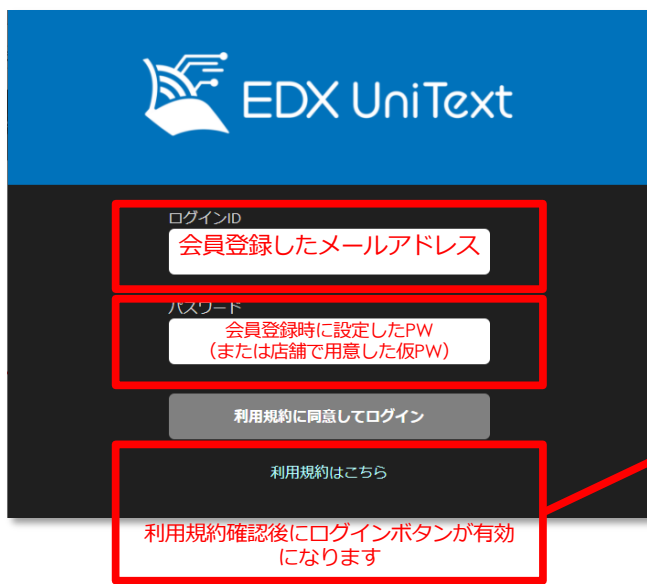 EDX UniText
ログインID
会員登録したメールアドレス
パスワード
会員登録時に設定したPW
（または店舗で用意した仮PW）
利用規約に同意してログイン
利用規約はこちら
利用規約確認後にログインボタンが有効
になります